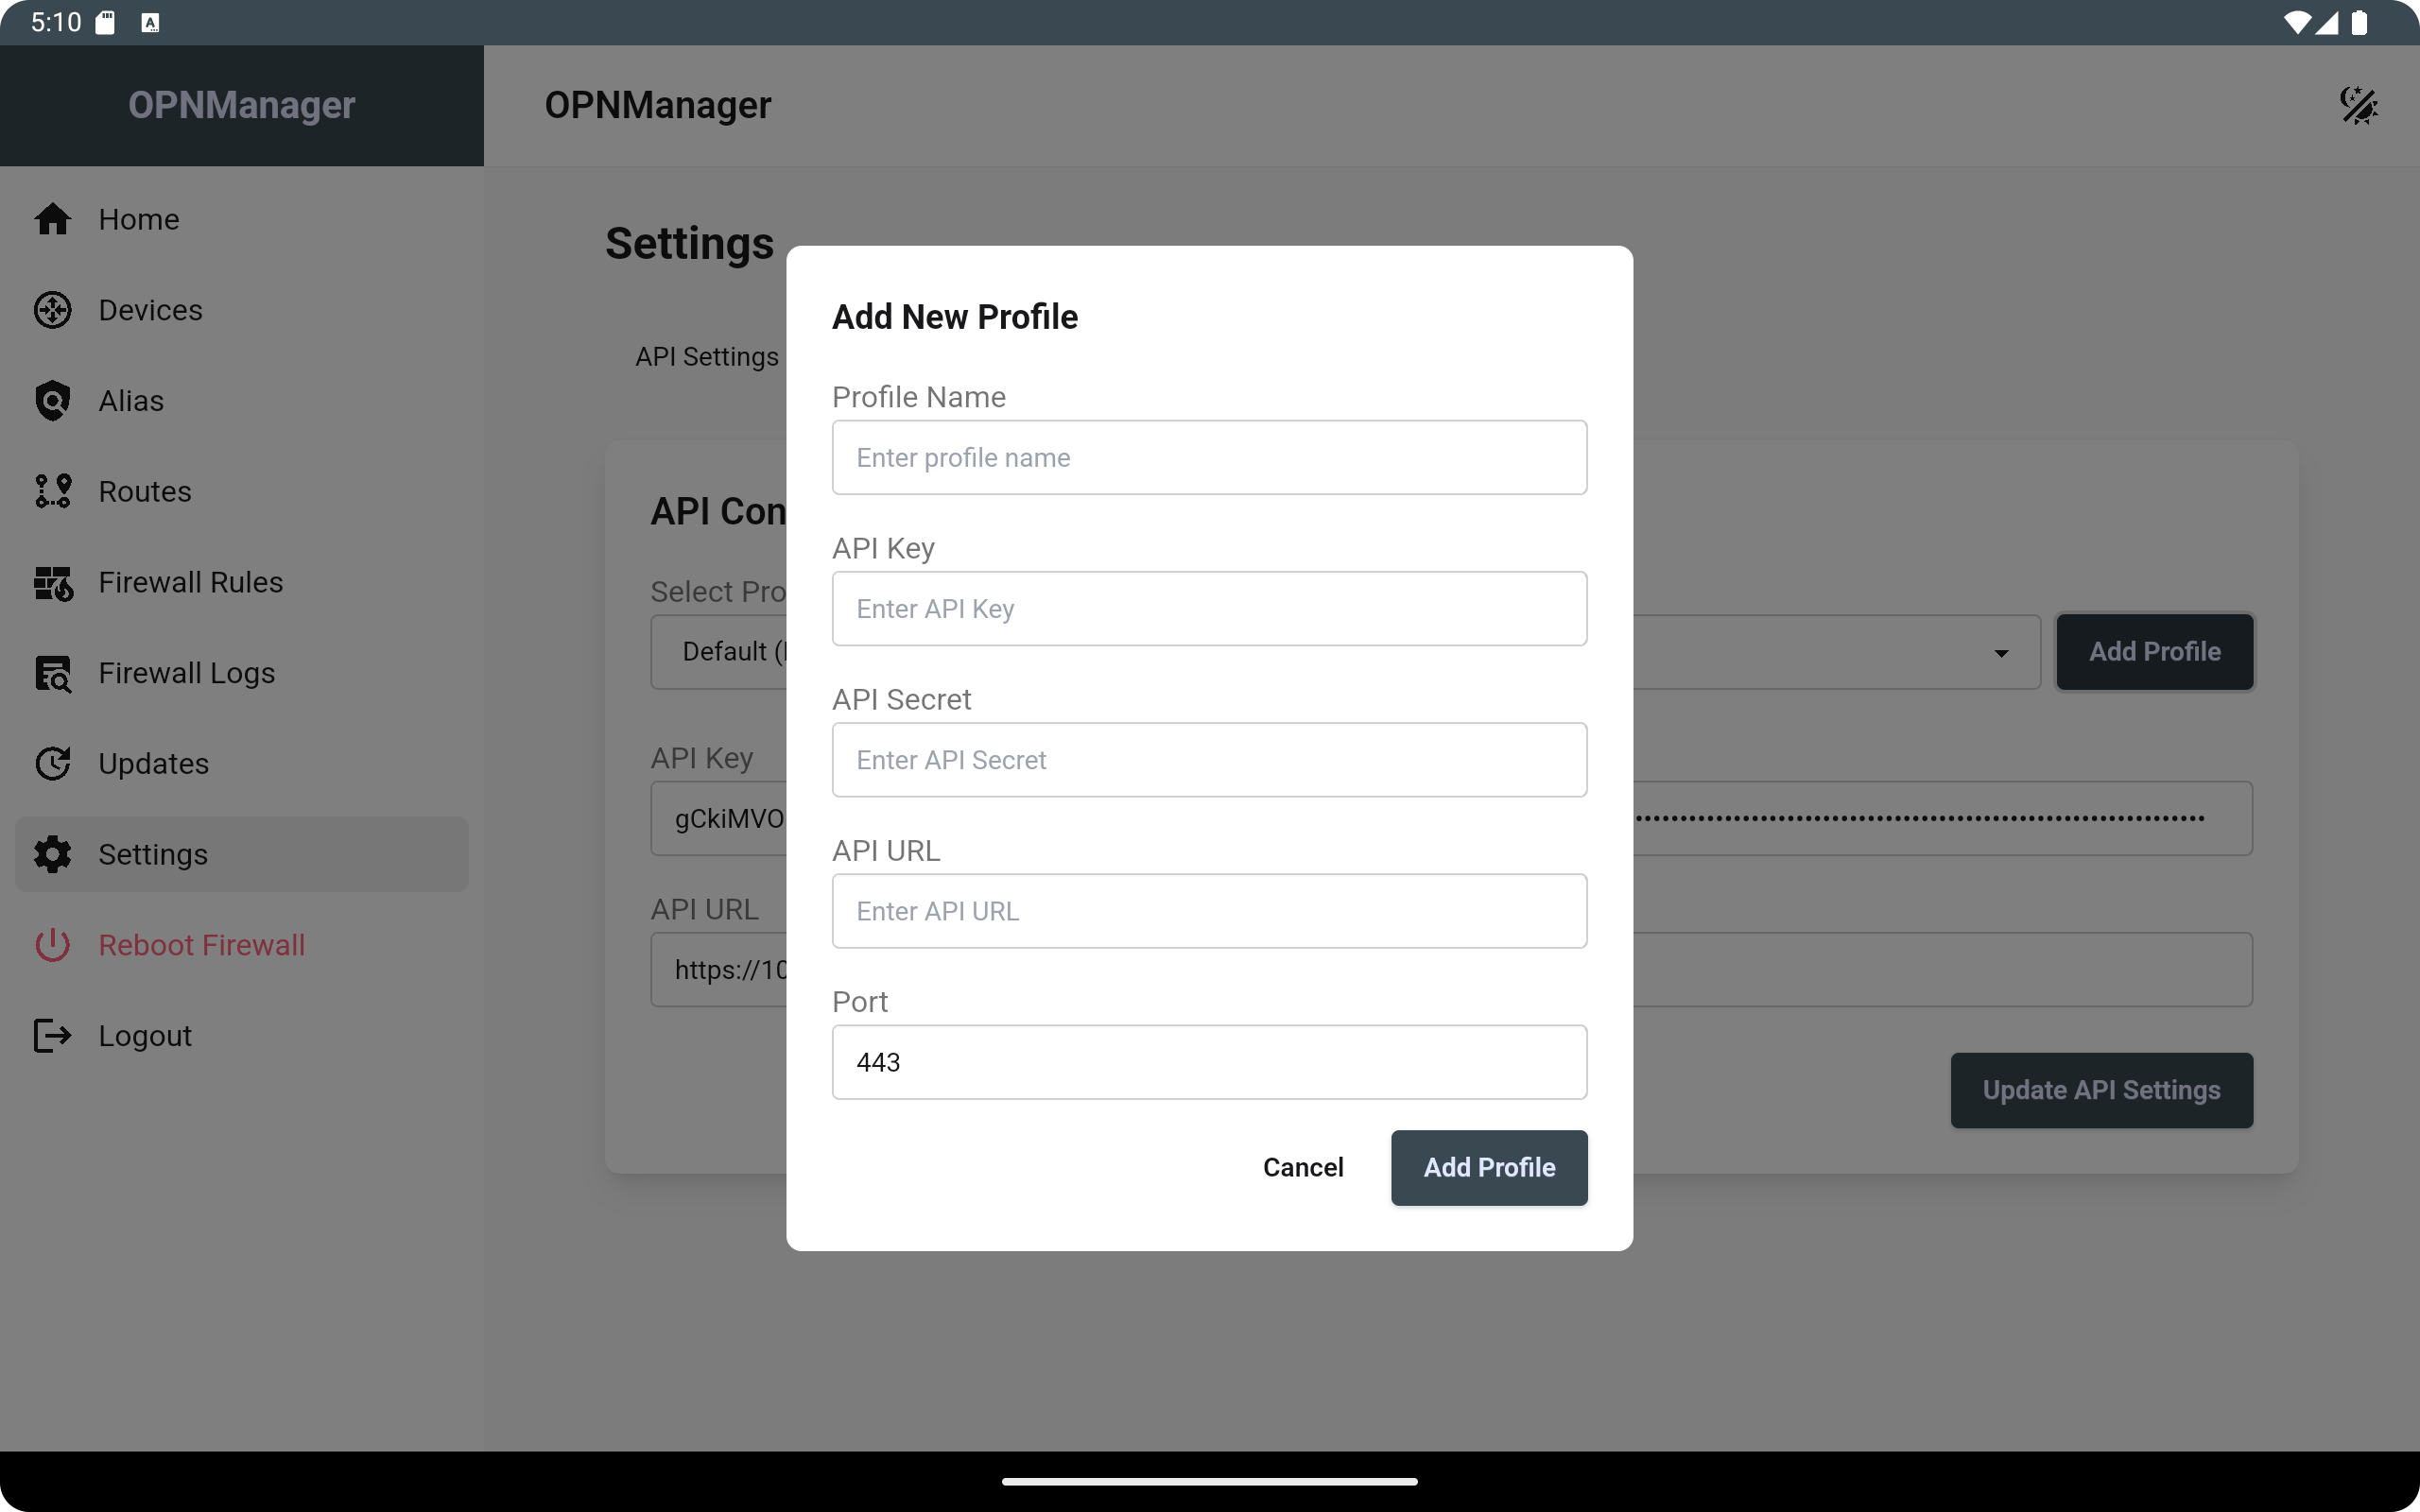 5:10
OPNManager
OPNManager
Home
Devices
Alias
Routes
Firewall Rules
Firewall Logs
Updates
Settings
Reboot Firewall
Logout
Settings
API Settings
API Con
Select Pro
Default (
Add Profile
API Key
gCkiMVO
API URL
https://10
Update API Settings
Add New Profile
Profile Name
Enter profile name
API Key
Enter API Key
API Secret
Enter API Secret
API URL
Enter API URL
Port
443
Cancel
Add Profile